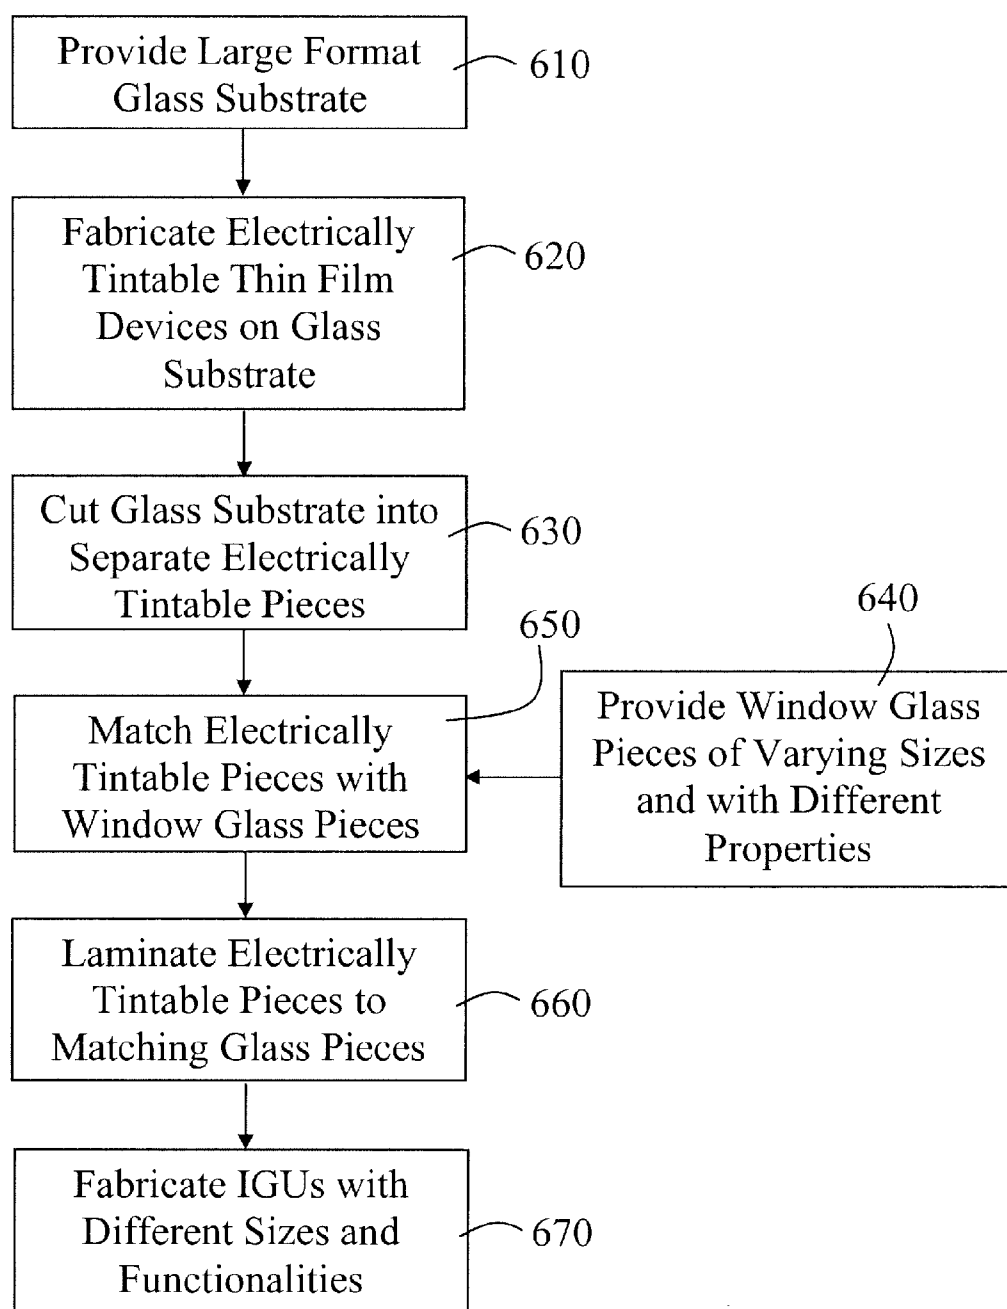 Provide Large Format
Glass Substrate
610
Fabricate Electrically
Tintable Thin Film
Devices on Glass
Substrate
620
Cut Glass Substrate into
Separate Electrically
Tintable Pieces
630
640
Provide Window Glass
Pieces of Varying Sizes
and with Different
Properties
650
Match Electrically
Tintable Pieces with
Window Glass Pieces
Laminate Electrically
Tintable Pieces to
Matching Glass Pieces
660
Fabricate IGUs with
Different Sizes and
Functionalities
670